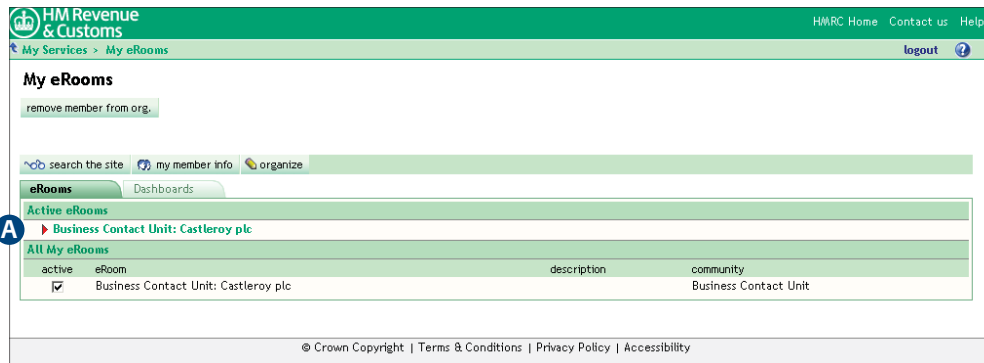 HM Revenue
& Customs
HMRC Home Contact us Help
My Services > My eRooms
logout ?
My eRooms
remove member from org.
search the site my member info organize
eRooms Dashboards
Active eRooms
A Business Contact Unit: Castleroy plc
All My eRooms
active eRoom description community
Business Contact Unit: Castleroy plc Business Contact Unit
© Crown Copyright | Terms & Conditions | Privacy Policy | Accessibility